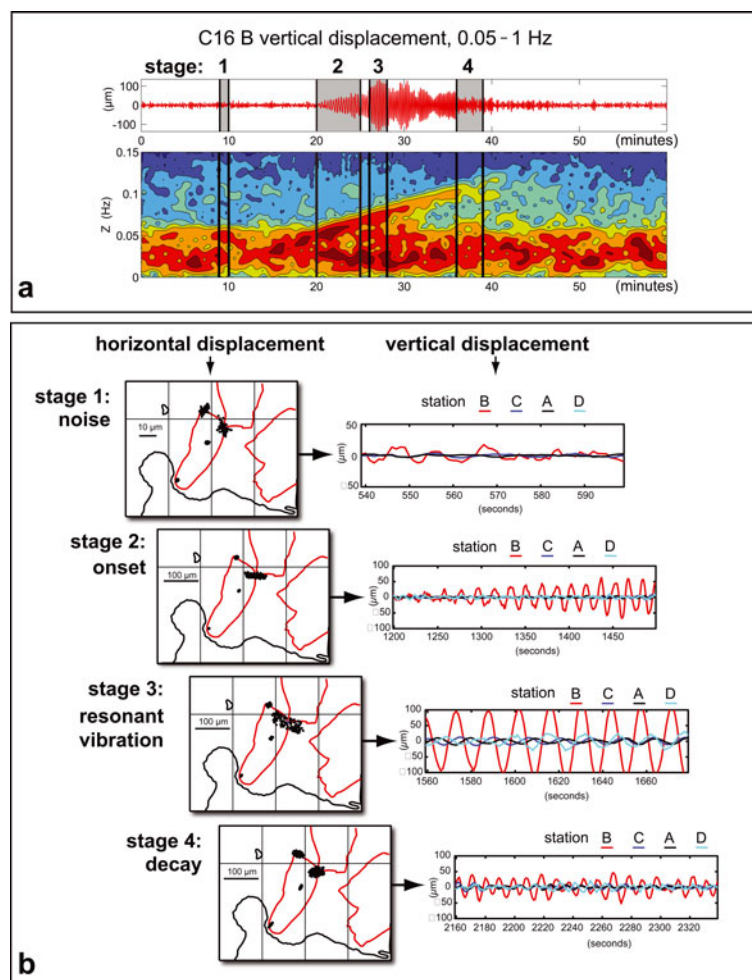 C16 B vertical displacement, 0.05 - 1 Hz
stage: 1 2 3 4
(µm)
100
0
-100
0 10 20 30 40 50 (minutes)
Z (Hz)
0.15
0.1
0.05
0
10 20 30 40 50 (minutes)
a
horizontal displacement vertical displacement
stage 1:
noise
D
10 µm
station B C A D
(µm)
0
□50
540 550 560 570 580 590
(seconds)
stage 2:
onset
D
100 µm
station B C A D
(µm)
100
50
0
□
□100
1200 1250 1300 1350 1400 1450
(seconds)
stage 3:
resonant
vibration
D
100 µm
station B C A D
(µm)
100
50
0
□50
□100
1560 1580 1600 1620 1640 1660
(seconds)
stage 4:
decay
D
100 µm
station B C A D
(µm)
100
50
0
□50
□100
2160 2180 2200 2220 2240 2260 2280 2300 2320
(seconds)
b